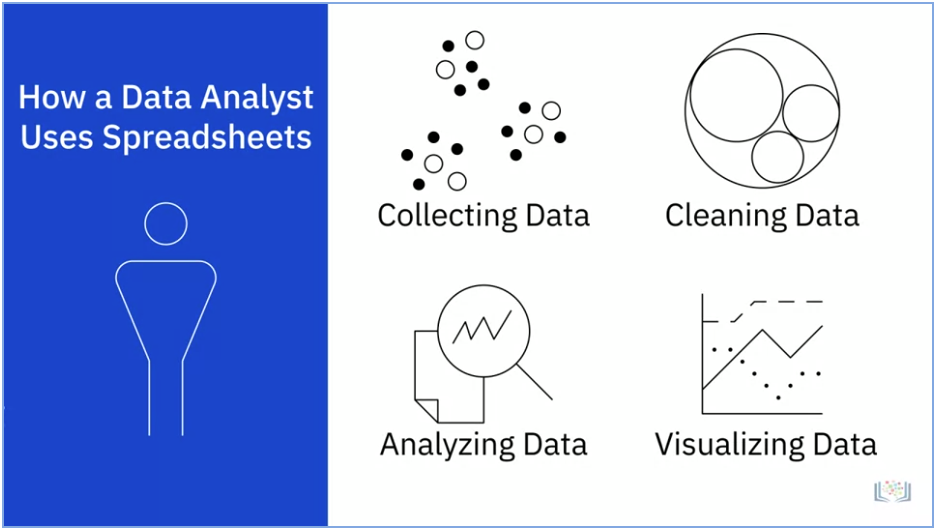 How a Data Analyst
Uses Spreadsheets
Collecting Data
Cleaning Data
Analyzing Data
Visualizing Data